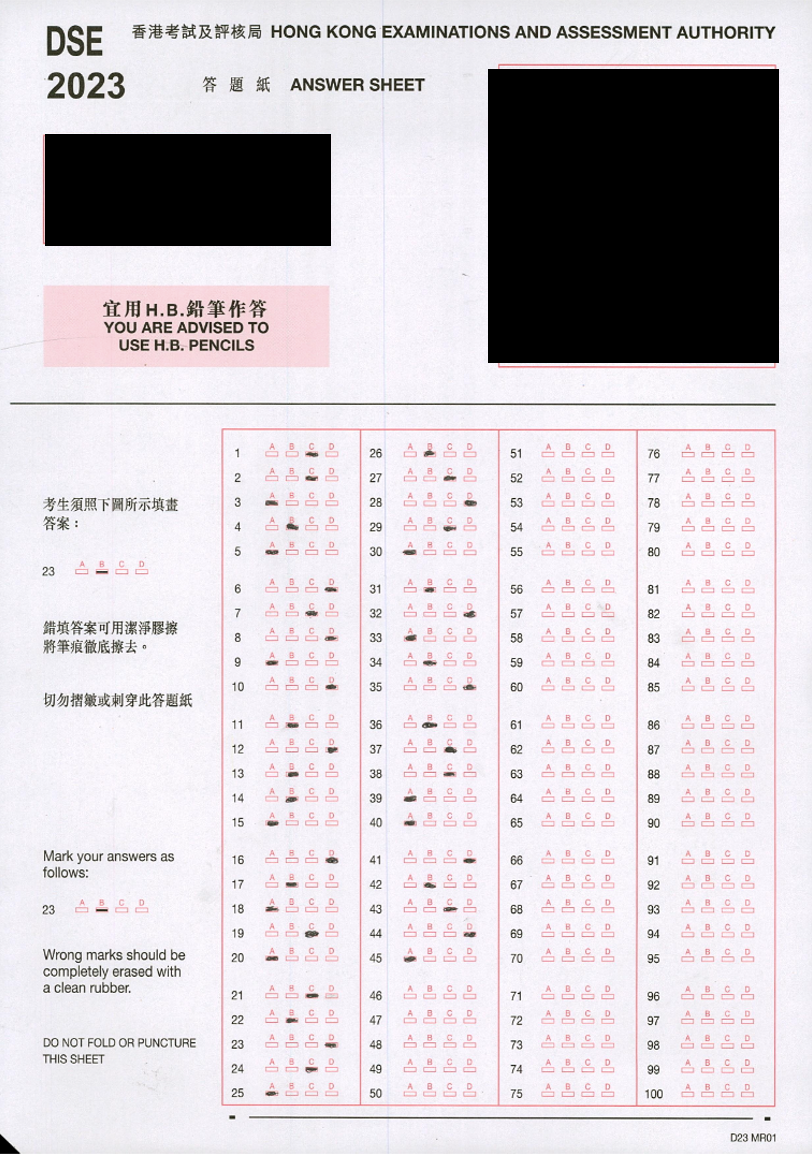 DSE 香港考試及評核局 HONG KONG EXAMINATIONS AND ASSESSMENT AUTHORITY
2023 答 題 紙 ANSWER SHEET
宜用H.B.鉛筆作答
YOU ARE ADVISED TO
USE H.B. PENCILS
考生須照下圖所示填畫
答案：
23 A B C D
錯填答案可用潔淨膠擦
將筆痕徹底擦去。
切勿摺皺或刺穿此答題紙
Mark your answers as
follows:
23 A B C D
Wrong marks should be
completely erased with
a clean rubber.
DO NOT FOLD OR PUNCTURE
THIS SHEET
1 A B C D 26 A B C D 51 A B C D 76 A B C D
2 A B C D 27 A B C D 52 A B C D 77 A B C D
3 A B C D 28 A B C D 53 A B C D 78 A B C D
4 A B C D 29 A B C D 54 A B C D 79 A B C D
5 A B C D 30 A B C D 55 A B C D 80 A B C D
6 A B C D 31 A B C D 56 A B C D 81 A B C D
7 A B C D 32 A B C D 57 A B C D 82 A B C D
8 A B C D 33 A B C D 58 A B C D 83 A B C D
9 A B C D 34 A B C D 59 A B C D 84 A B C D
10 A B C D 35 A B C D 60 A B C D 85 A B C D
11 A B C D 36 A B C D 61 A B C D 86 A B C D
12 A B C D 37 A B C D 62 A B C D 87 A B C D
13 A B C D 38 A B C D 63 A B C D 88 A B C D
14 A B C D 39 A B C D 64 A B C D 89 A B C D
15 A B C D 40 A B C D 65 A B C D 90 A B C D
16 A B C D 41 A B C D 66 A B C D 91 A B C D
17 A B C D 42 A B C D 67 A B C D 92 A B C D
18 A B C D 43 A B C D 68 A B C D 93 A B C D
19 A B C D 44 A B C D 69 A B C D 94 A B C D
20 A B C D 45 A B C D 70 A B C D 95 A B C D
21 A B C D 46 A B C D 71 A B C D 96 A B C D
22 A B C D 47 A B C D 72 A B C D 97 A B C D
23 A B C D 48 A B C D 73 A B C D 98 A B C D
24 A B C D 49 A B C D 74 A B C D 99 A B C D
25 A B C D 50 A B C D 75 A B C D 100 A B C D
D23 MR01